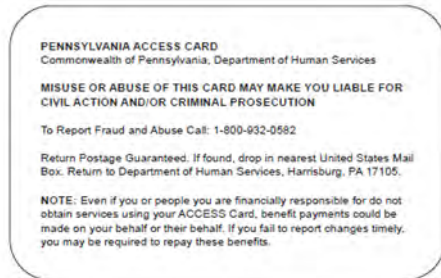 PENNSYLVANIA ACCESS CARD
Commonwealth of Pennsylvania, Department of Human Services
MISUSE OR ABUSE OF THIS CARD MAY MAKE YOU LIABLE FOR
CIVIL ACTION AND/OR CRIMINAL PROSECUTION
To Report Fraud and Abuse Call: 1-800-932-0582
Return Postage Guaranteed. If found, drop in nearest United States Mail
Box. Return to Department of Human Services, Harrisburg, PA 17105.
NOTE: Even if you or people you are financially responsible for do not
obtain services using your ACCESS Card, benefit payments could be
made on your behalf or their behalf. If you fail to report changes timely,
you may be required to repay these benefits.